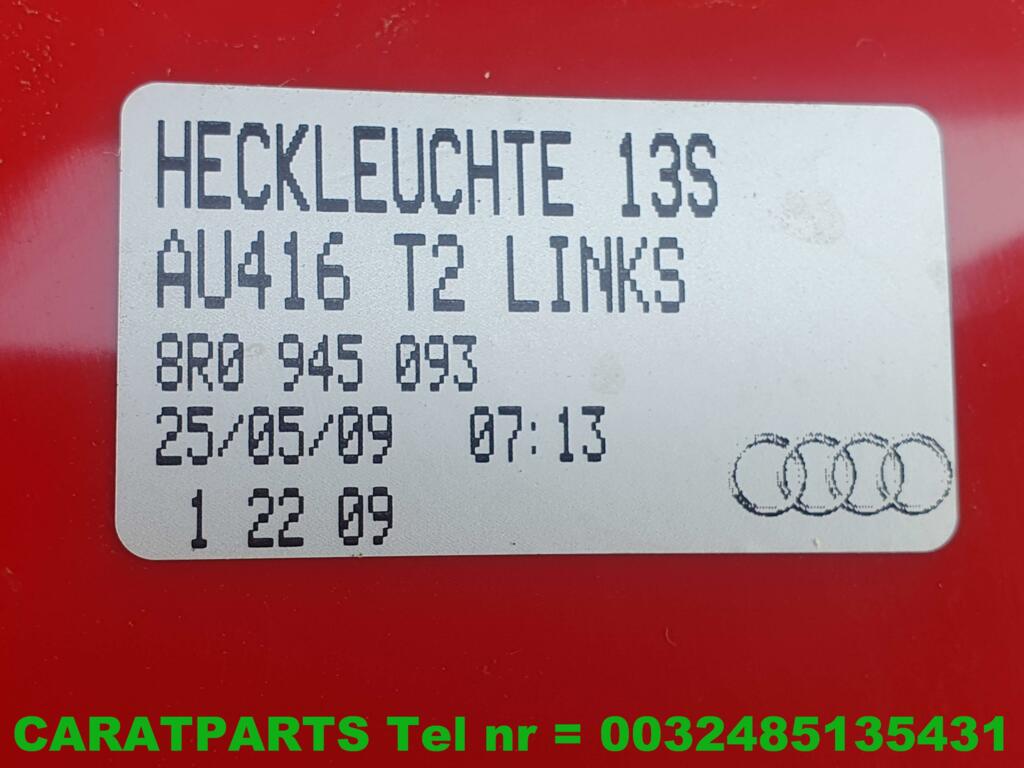 HECKLEUCHTE 13S
AU416 T2 LINKS
8R0 945 093
25/05/09 07:13
1 22 09
CARATPARTS Tel nr = 0032485135431